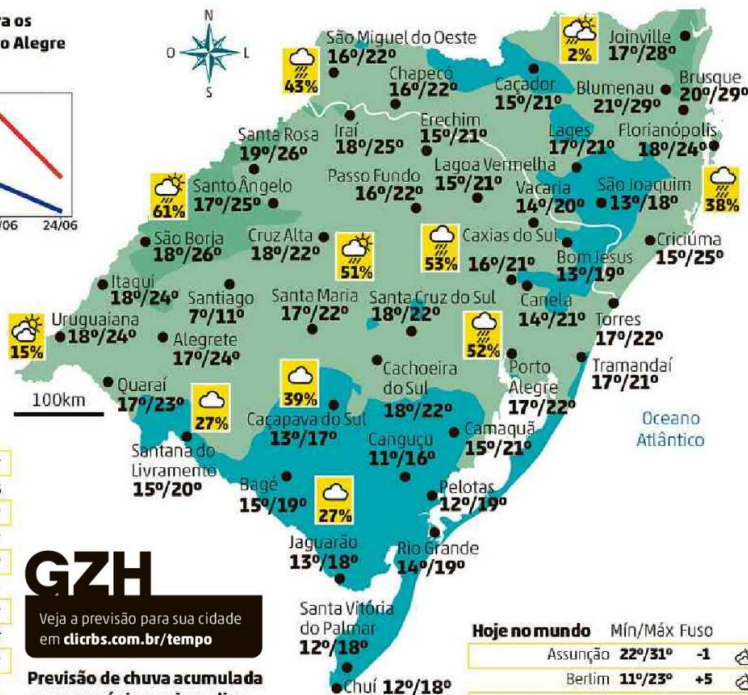 ra os
o Alegre
/06
24/06
N
O
L
S
São Miguel do Oeste
16º/22º
43%
Chapecó
16º/22º
2%
Joinville
17º/28º
Caçador
15º/21º
Blumenau
21º/29º
Brusque
20º/29º
Santa Rosa
19º/26º
Iraí
18º/25º
Erechim
15º/21º
Lages
17º/21º
Florianópolis
18º/24º
38%
61%
Santo Ângelo
17º/25º
Passo Fundo
16º/22º
Lagoa Vermelha
15º/21º
Vacaria
14º/20º
São Joaquim
13º/18º
São Borja
18º/26º
Cruz Alta
18º/22º
51%
53%
Caxias do Sul
16º/21º
Bom Jesus
13º/19º
Criciúma
15º/25º
Itaqui
18º/24º
Santiago
7º/11º
Santa Maria
17º/22º
Santa Cruz do Sul
18º/22º
Canela
14º/21º
Torres
17º/22º
15%
Uruguaiana
18º/24º
Alegrete
17º/24º
52%
Cachoeira
do Sul
18º/22º
Porto
Alegre
17º/22º
Tramandaí
17º/21º
Quaraí
17º/23º
100km
27%
39%
Caçapava do Sul
13º/17º
Canguçu
11º/16º
Camaquã
15º/21º
Oceano
Atlântico
Santana do
Livramento
15º/20º
Bagé
15º/19º
27%
Pelotas
12º/19º
Jaguarão
13º/18º
Rio Grande
14º/19º
Santa Vitória
do Palmar
12º/18º
Chuí 12º/18º
GZH
Veja a previsão para sua cidade
em clicrbs.com.br/tempo
Previsão de chuva acumulada
Hoje no mundo Mín/Máx Fuso
Assunção 22º/31º -1
Berlim 11º/23º +5